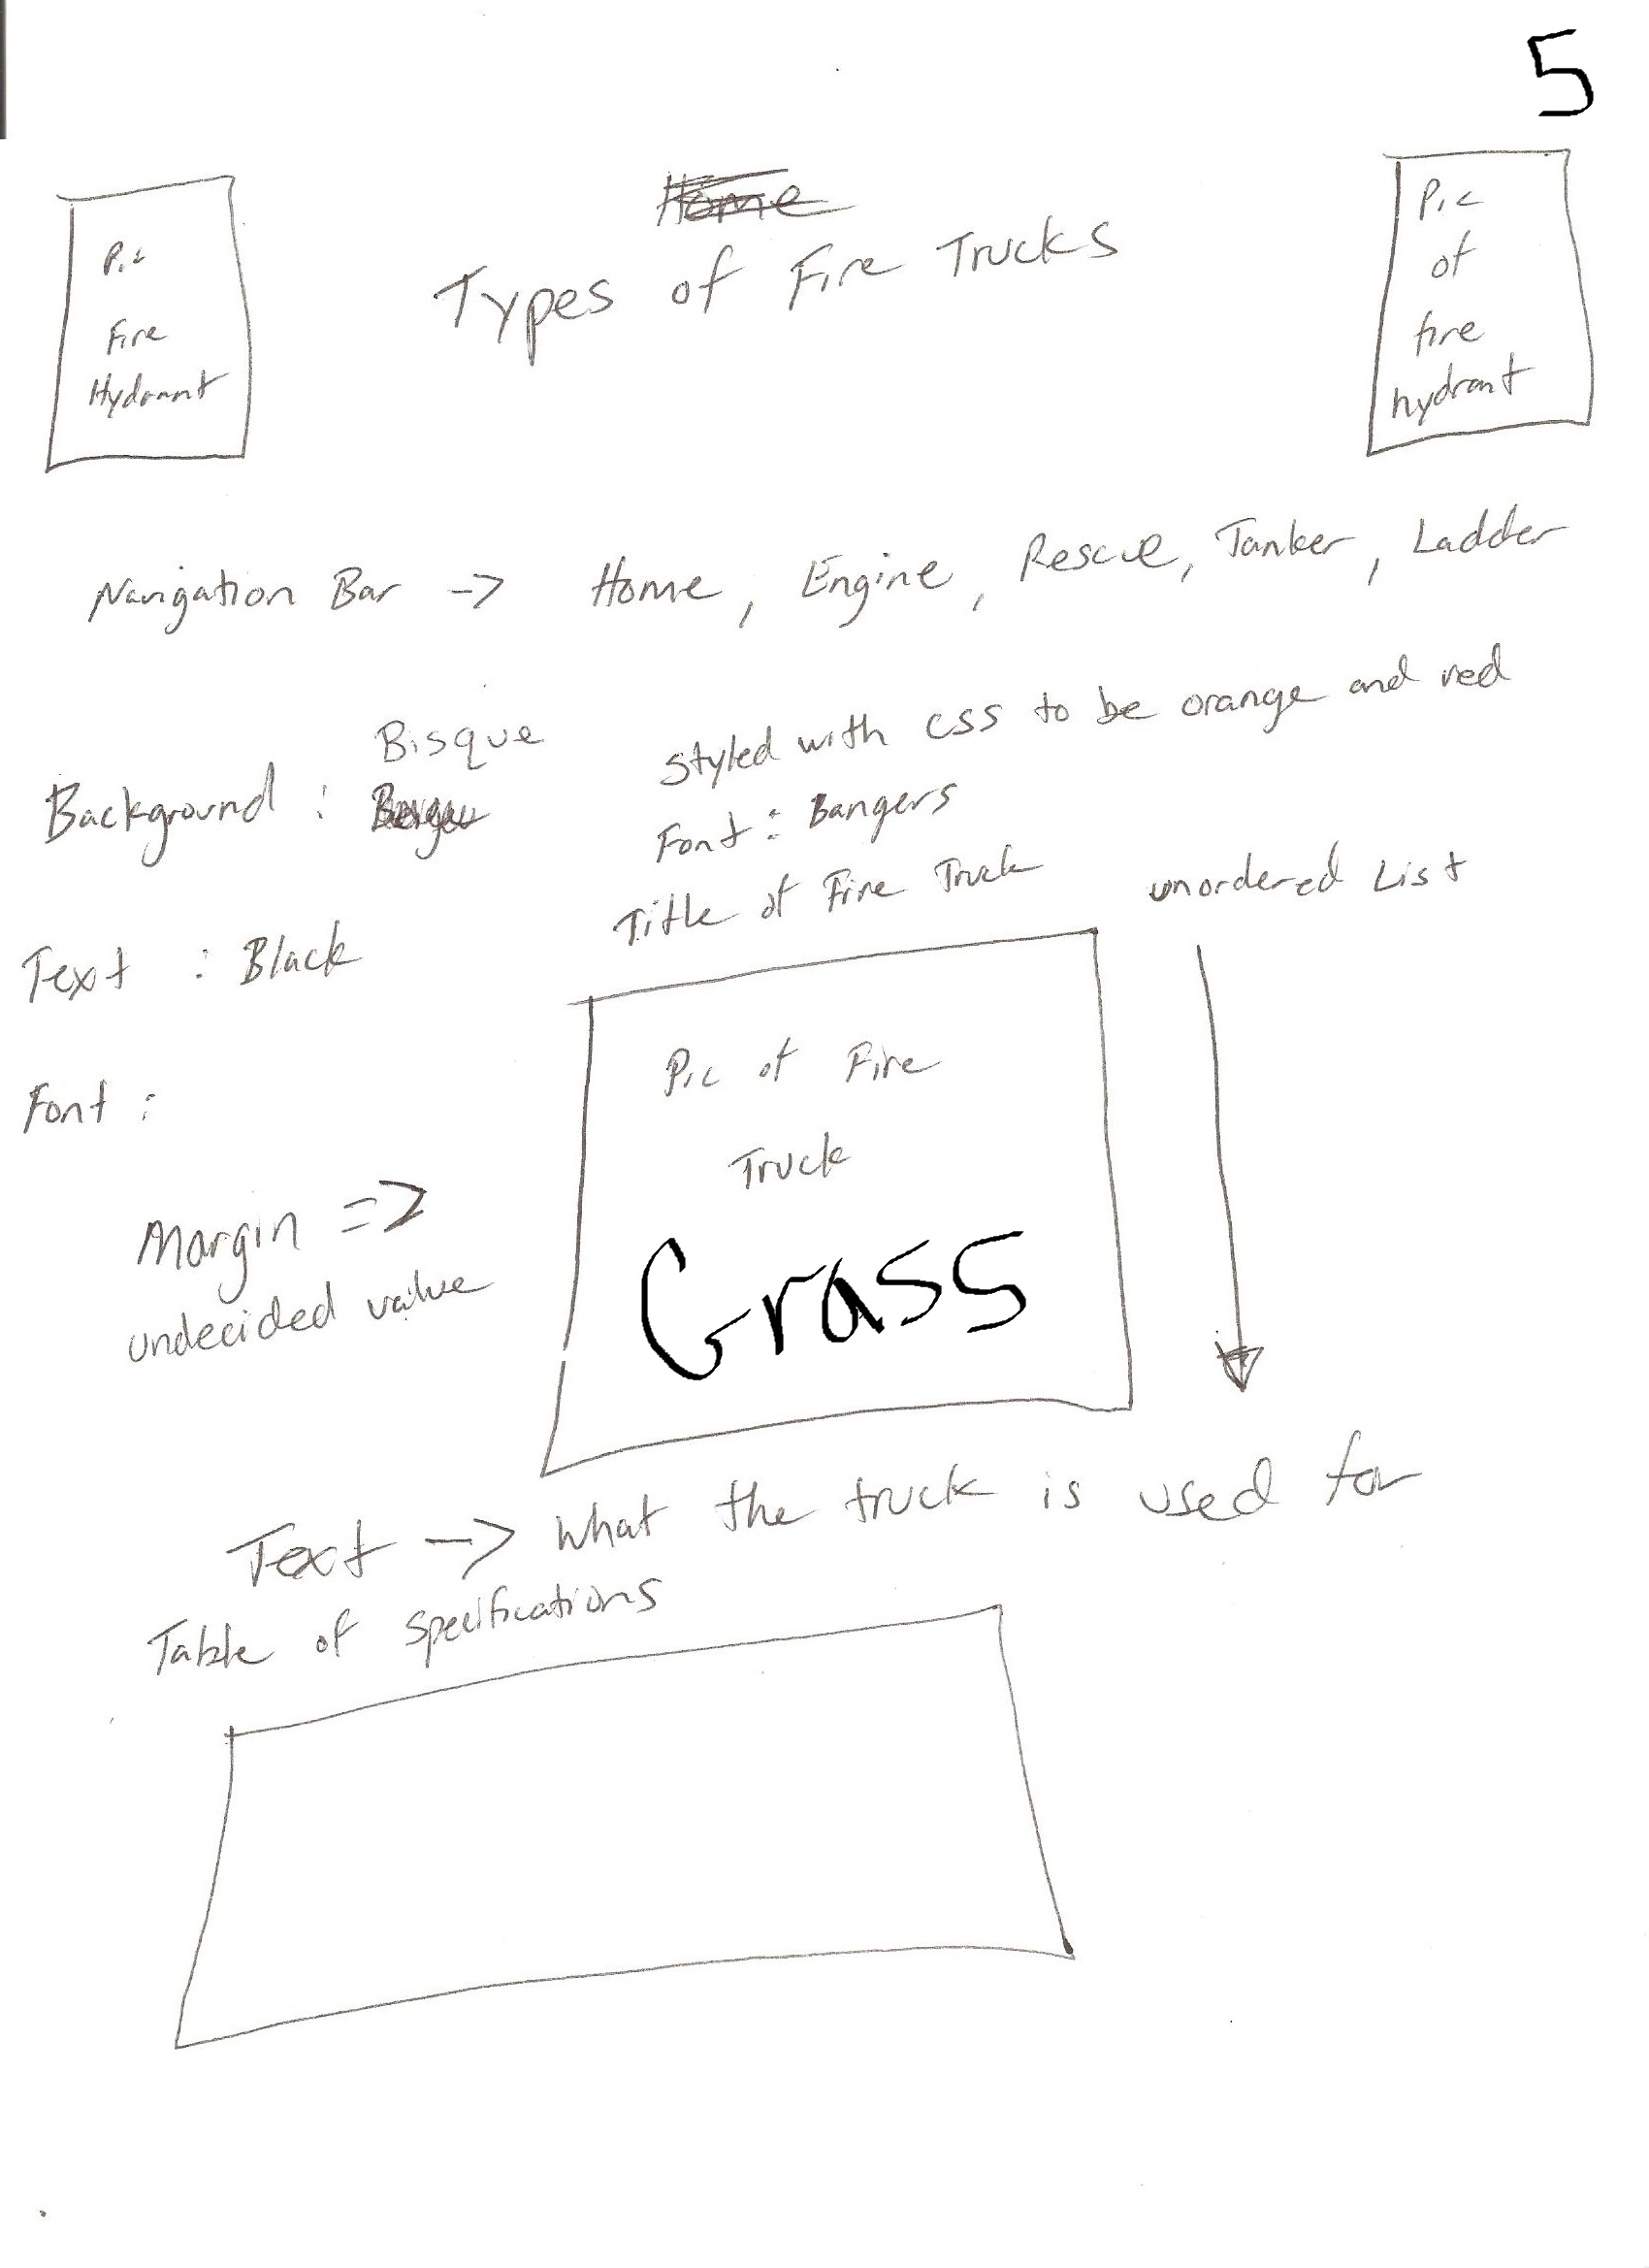 5
Home
Types of Fire Trucks
Pic
Fire
Hydrant
Pic
of
fire
hydrant
Navigation Bar -> Home, Engine, Rescue, Tanker, Ladder
Bisque
Background :
styled with css to be orange and red
Font : Bangers
Title of Fire Truck
unordered List
Text : Black
Pic of Fire
Truck
Grass
Font :
Margin =>
undecided value
Text -> What the truck is used for
Table of specifications